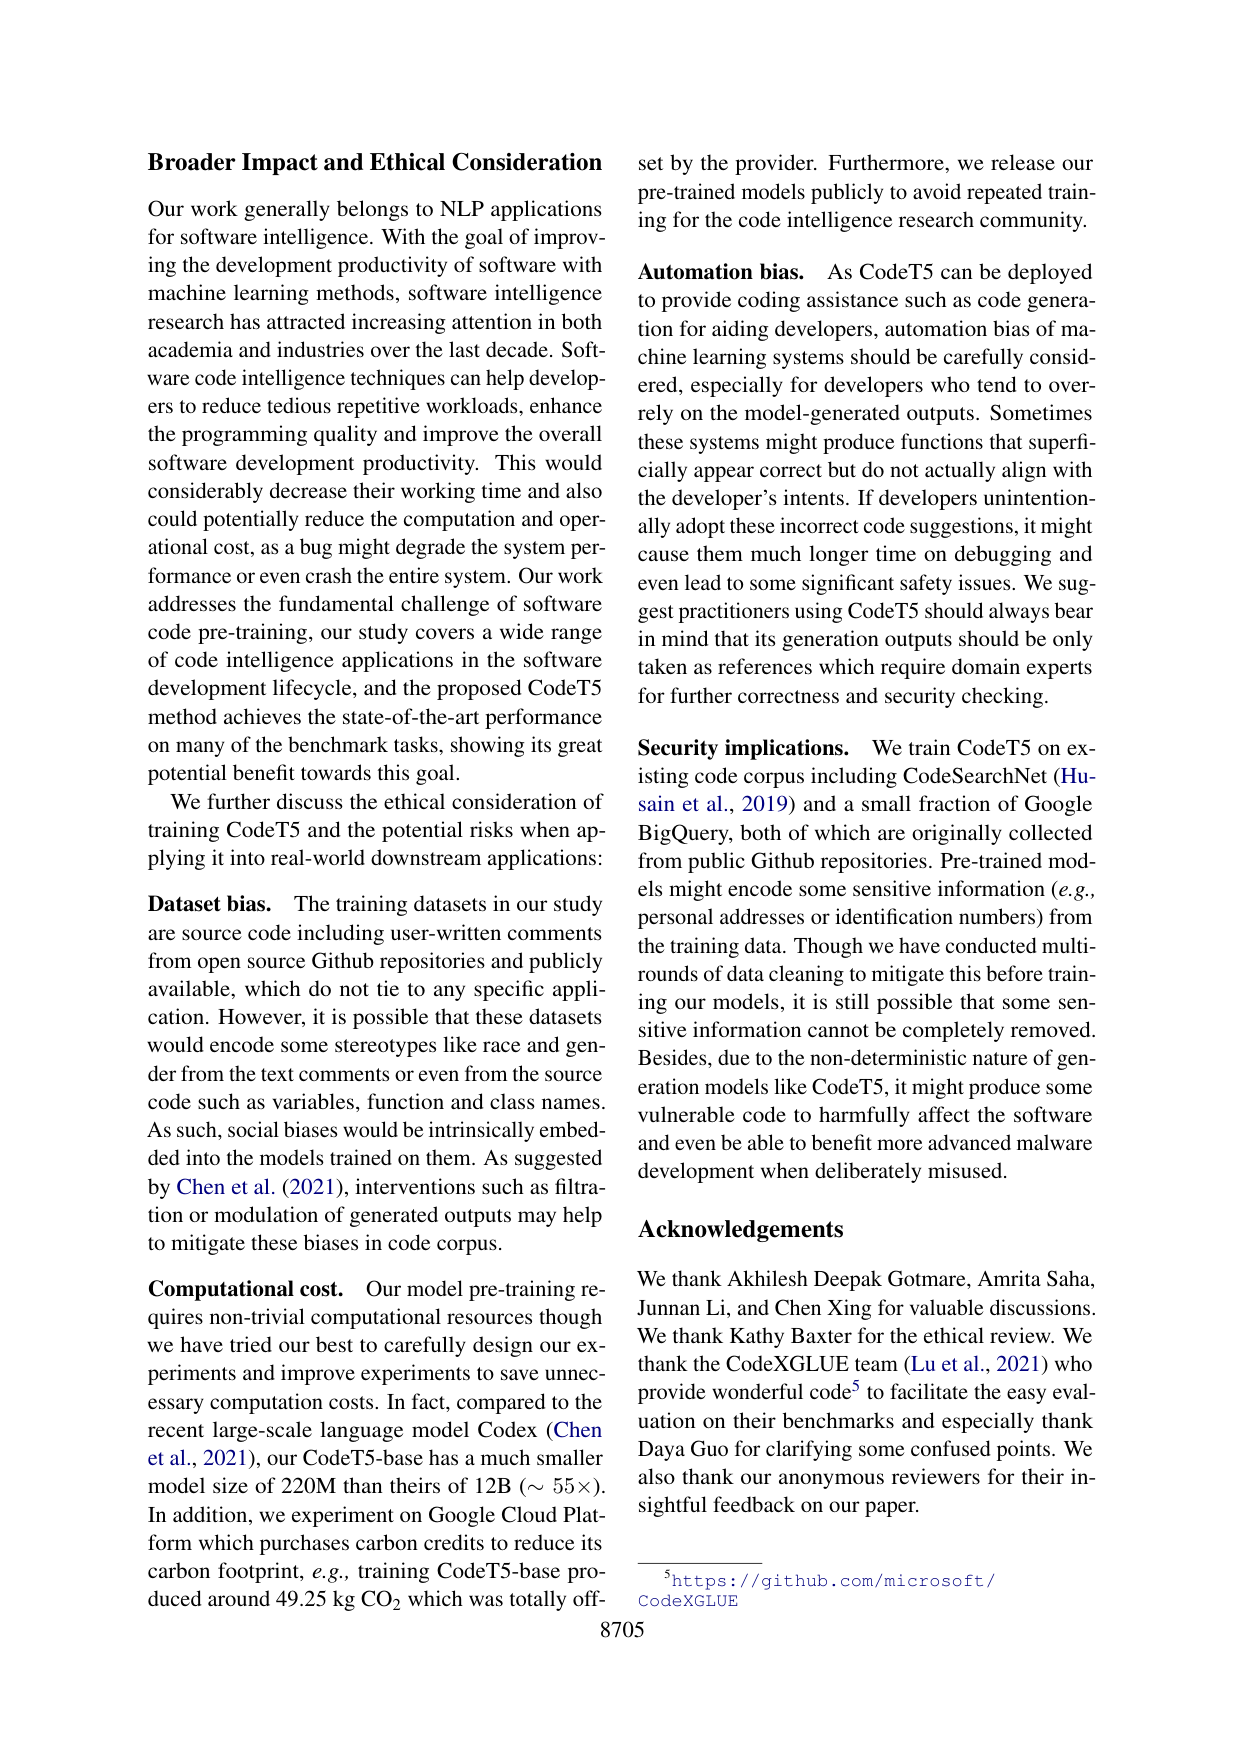 Broader Impact and Ethical Consideration
Our work generally belongs to NLP applications
for software intelligence. With the goal of improv-
ing the development productivity of software with
machine learning methods, software intelligence
research has attracted increasing attention in both
academia and industries over the last decade. Soft-
ware code intelligence techniques can help develop-
ers to reduce tedious repetitive workloads, enhance
the programming quality and improve the overall
software development productivity. This would
considerably decrease their working time and also
could potentially reduce the computation and oper-
ational cost, as a bug might degrade the system per-
formance or even crash the entire system. Our work
addresses the fundamental challenge of software
code pre-training, our study covers a wide range
of code intelligence applications in the software
development lifecycle, and the proposed CodeT5
method achieves the state-of-the-art performance
on many of the benchmark tasks, showing its great
potential benefit towards this goal.
We further discuss the ethical consideration of
training CodeT5 and the potential risks when ap-
plying it into real-world downstream applications:
Dataset bias. The training datasets in our study
are source code including user-written comments
from open source Github repositories and publicly
available, which do not tie to any specific appli-
cation. However, it is possible that these datasets
would encode some stereotypes like race and gen-
der from the text comments or even from the source
code such as variables, function and class names.
As such, social biases would be intrinsically embed-
ded into the models trained on them. As suggested
by Chen et al. (2021), interventions such as filtra-
tion or modulation of generated outputs may help
to mitigate these biases in code corpus.
Computational cost. Our model pre-training re-
quires non-trivial computational resources though
we have tried our best to carefully design our ex-
periments and improve experiments to save unnec-
essary computation costs. In fact, compared to the
recent large-scale language model Codex (Chen
et al., 2021), our CodeT5-base has a much smaller
model size of 220M than theirs of 12B (∼ 55×).
In addition, we experiment on Google Cloud Plat-
form which purchases carbon credits to reduce its
carbon footprint, e.g., training CodeT5-base pro-
duced around 49.25 kg CO₂ which was totally off-
set by the provider. Furthermore, we release our
pre-trained models publicly to avoid repeated train-
ing for the code intelligence research community.
Automation bias. As CodeT5 can be deployed
to provide coding assistance such as code genera-
tion for aiding developers, automation bias of ma-
chine learning systems should be carefully consid-
ered, especially for developers who tend to over-
rely on the model-generated outputs. Sometimes
these systems might produce functions that superfi-
cially appear correct but do not actually align with
the developer's intents. If developers unintention-
ally adopt these incorrect code suggestions, it might
cause them much longer time on debugging and
even lead to some significant safety issues. We sug-
gest practitioners using CodeT5 should always bear
in mind that its generation outputs should be only
taken as references which require domain experts
for further correctness and security checking.
Security implications. We train CodeT5 on ex-
isting code corpus including CodeSearchNet (Hu-
sain et al., 2019) and a small fraction of Google
BigQuery, both of which are originally collected
from public Github repositories. Pre-trained mod-
els might encode some sensitive information (e.g.,
personal addresses or identification numbers) from
the training data. Though we have conducted multi-
rounds of data cleaning to mitigate this before train-
ing our models, it is still possible that some sen-
sitive information cannot be completely removed.
Besides, due to the non-deterministic nature of gen-
eration models like CodeT5, it might produce some
vulnerable code to harmfully affect the software
and even be able to benefit more advanced malware
development when deliberately misused.
Acknowledgements
We thank Akhilesh Deepak Gotmare, Amrita Saha,
Junnan Li, and Chen Xing for valuable discussions.
We thank Kathy Baxter for the ethical review. We
thank the CodeXGLUE team (Lu et al., 2021) who
provide wonderful code⁵ to facilitate the easy eval-
uation on their benchmarks and especially thank
Daya Guo for clarifying some confused points. We
also thank our anonymous reviewers for their in-
sightful feedback on our paper.
⁵https://github.com/microsoft/
CodeXGLUE
8705